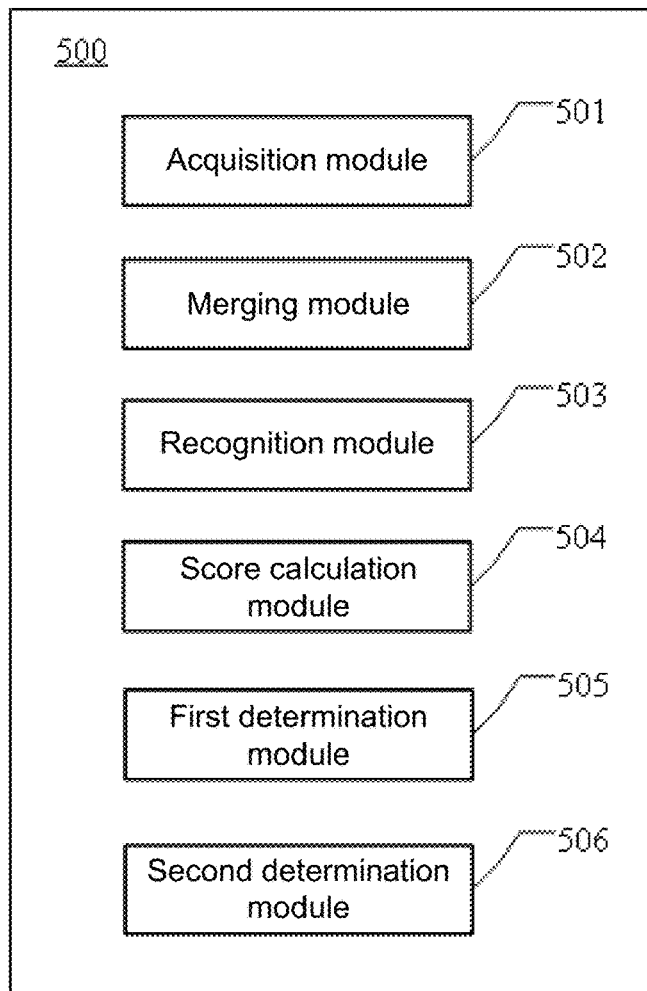 500
501
Acquisition module
502
Merging module
503
Recognition module
504
Score calculation
module
505
First determination
module
506
Second determination
module